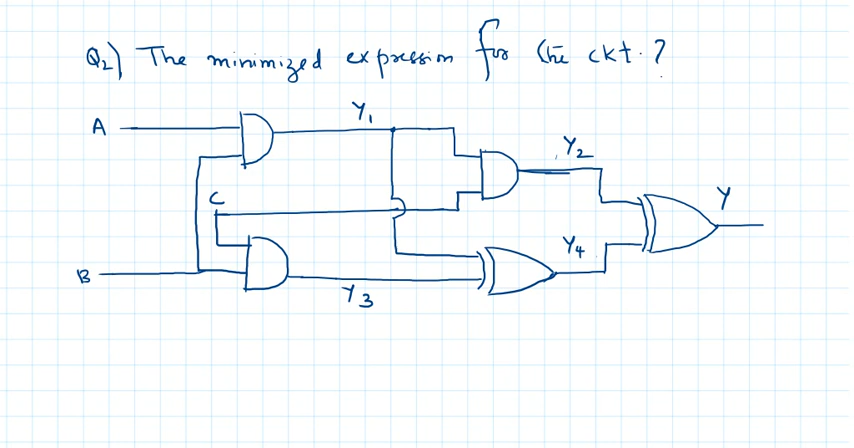 Q2) The minimized expression for the ckt. ?
Y1
A
Y2
C
Y
Y4
B
Y3